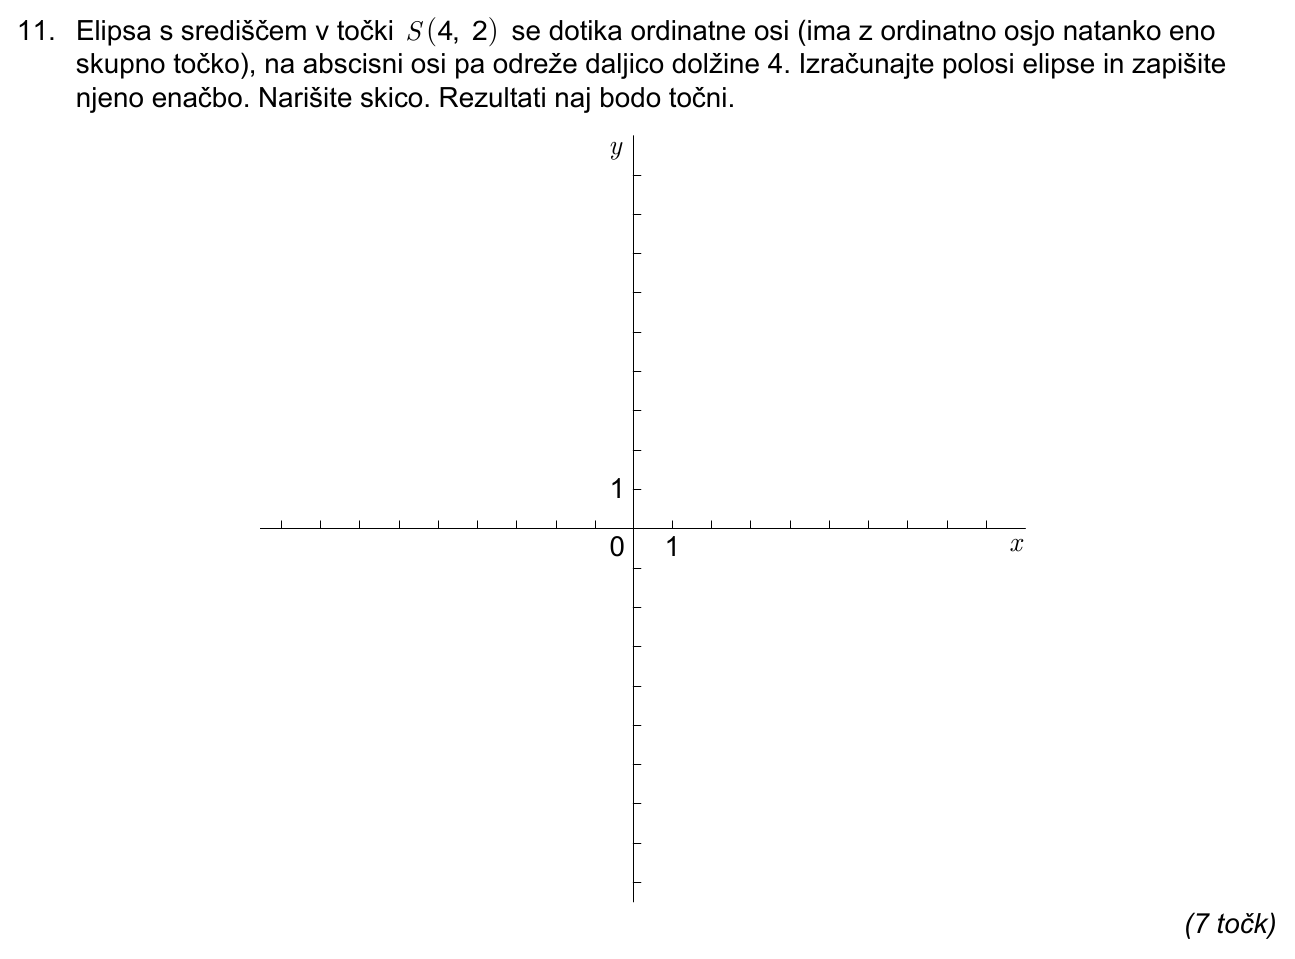 11. Elipsa s središčem v točki S(4, 2) se dotika ordinatne osi (ima z ordinatno osjo natanko eno
skupno točko), na abscisni osi pa odreže daljico dolžine 4. Izračunajte polosi elipse in zapišite
njeno enačbo. Narišite skico. Rezultati naj bodo točni.
y
1
0 1 x
(7 točk)